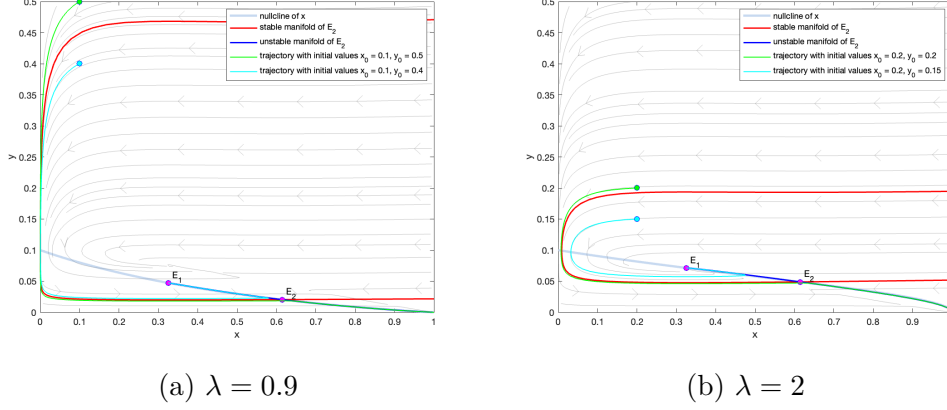 0.5
0.45
0.4
0.35
0.3
0.25
0.2
0.15
0.1
0.05
0
y
nullcline of x
stable manifold of E₂
unstable manifold of E₂
trajectory with initial values x₀ = 0.1, y₀ = 0.5
trajectory with initial values x₀ = 0.1, y₀ = 0.4
E₁
E₂
0 0.1 0.2 0.3 0.4 0.5 0.6 0.7 0.8 0.9 1
x
(a) λ = 0.9
0.5
0.45
0.4
0.35
0.3
0.25
0.2
0.15
0.1
0.05
0
y
nullcline of x
stable manifold of E₂
unstable manifold of E₂
trajectory with initial values x₀ = 0.2, y₀ = 0.2
trajectory with initial values x₀ = 0.2, y₀ = 0.15
E₁
E₂
0 0.1 0.2 0.3 0.4 0.5 0.6 0.7 0.8 0.9
x
(b) λ = 2